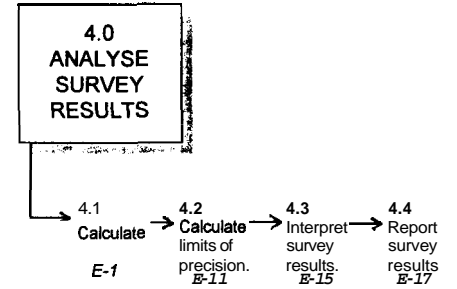 4.0
ANALYSE
SURVEY
RESULTS
4.1
Calculate
E-1
4.2
Calculate
limits of
precision.
E-11
4.3
Interpret
survey
results.
E-15
4.4
Report
survey
results
E-17